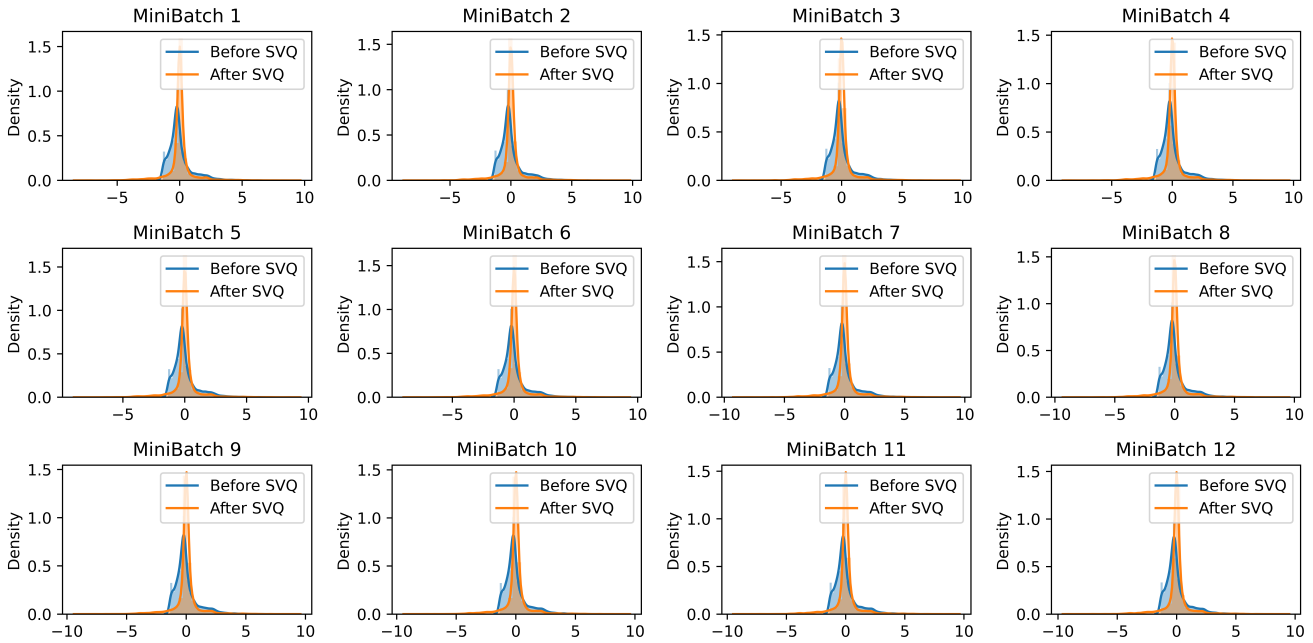 MiniBatch 1
Density
1.5
1.0
0.5
0.0
Before SVQ
After SVQ
−5 0 5 10
MiniBatch 2
Density
1.5
1.0
0.5
0.0
Before SVQ
After SVQ
−5 0 5 10
MiniBatch 3
Density
1.5
1.0
0.5
0.0
Before SVQ
After SVQ
−5 0 5 10
MiniBatch 4
Density
1.0
0.5
0.0
Before SVQ
After SVQ
−5 0 5 10
MiniBatch 5
Density
1.5
1.0
0.5
0.0
Before SVQ
After SVQ
−5 0 5 10
MiniBatch 6
Density
1.5
1.0
0.5
0.0
Before SVQ
After SVQ
−5 0 5 10
MiniBatch 7
Density
1.5
1.0
0.5
0.0
Before SVQ
After SVQ
−10 −5 0 5 10
MiniBatch 8
Density
1.5
1.0
0.5
0.0
Before SVQ
After SVQ
−10 −5 0 5 10
MiniBatch 9
Density
1.5
1.0
0.5
0.0
Before SVQ
After SVQ
−10 −5 0 5 10
MiniBatch 10
Density
1.0
0.5
0.0
Before SVQ
After SVQ
−10 −5 0 5 10
MiniBatch 11
Density
1.0
0.5
0.0
Before SVQ
After SVQ
−10 −5 0 5 10
MiniBatch 12
Density
1.5
1.0
0.5
0.0
Before SVQ
After SVQ
−10 −5 0 5 10